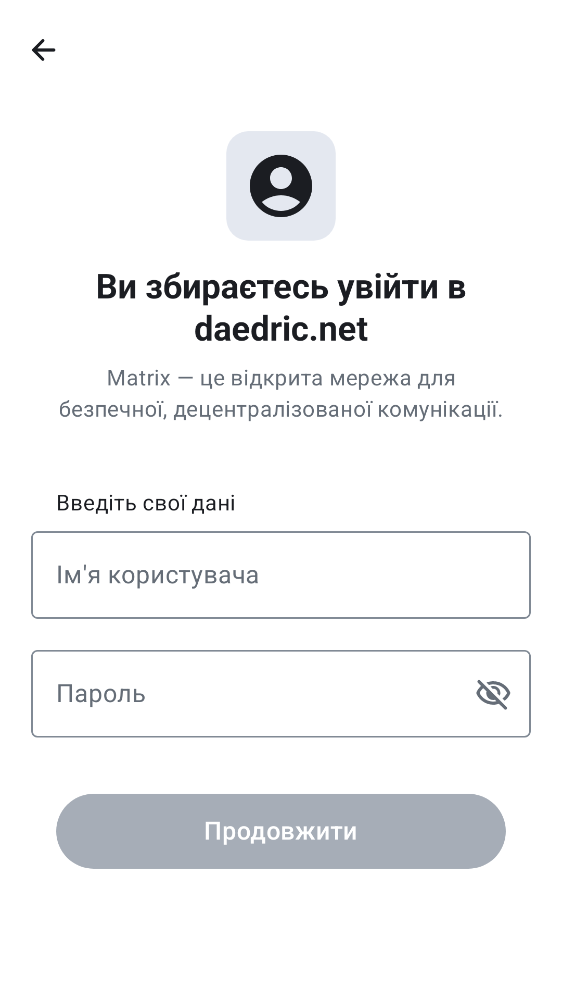 Ви збираєтесь увійти в
daedric.net
Matrix — це відкрита мережа для
безпечної, децентралізованої комунікації.
Введіть свої дані
Ім'я користувача
Пароль
Продовжити